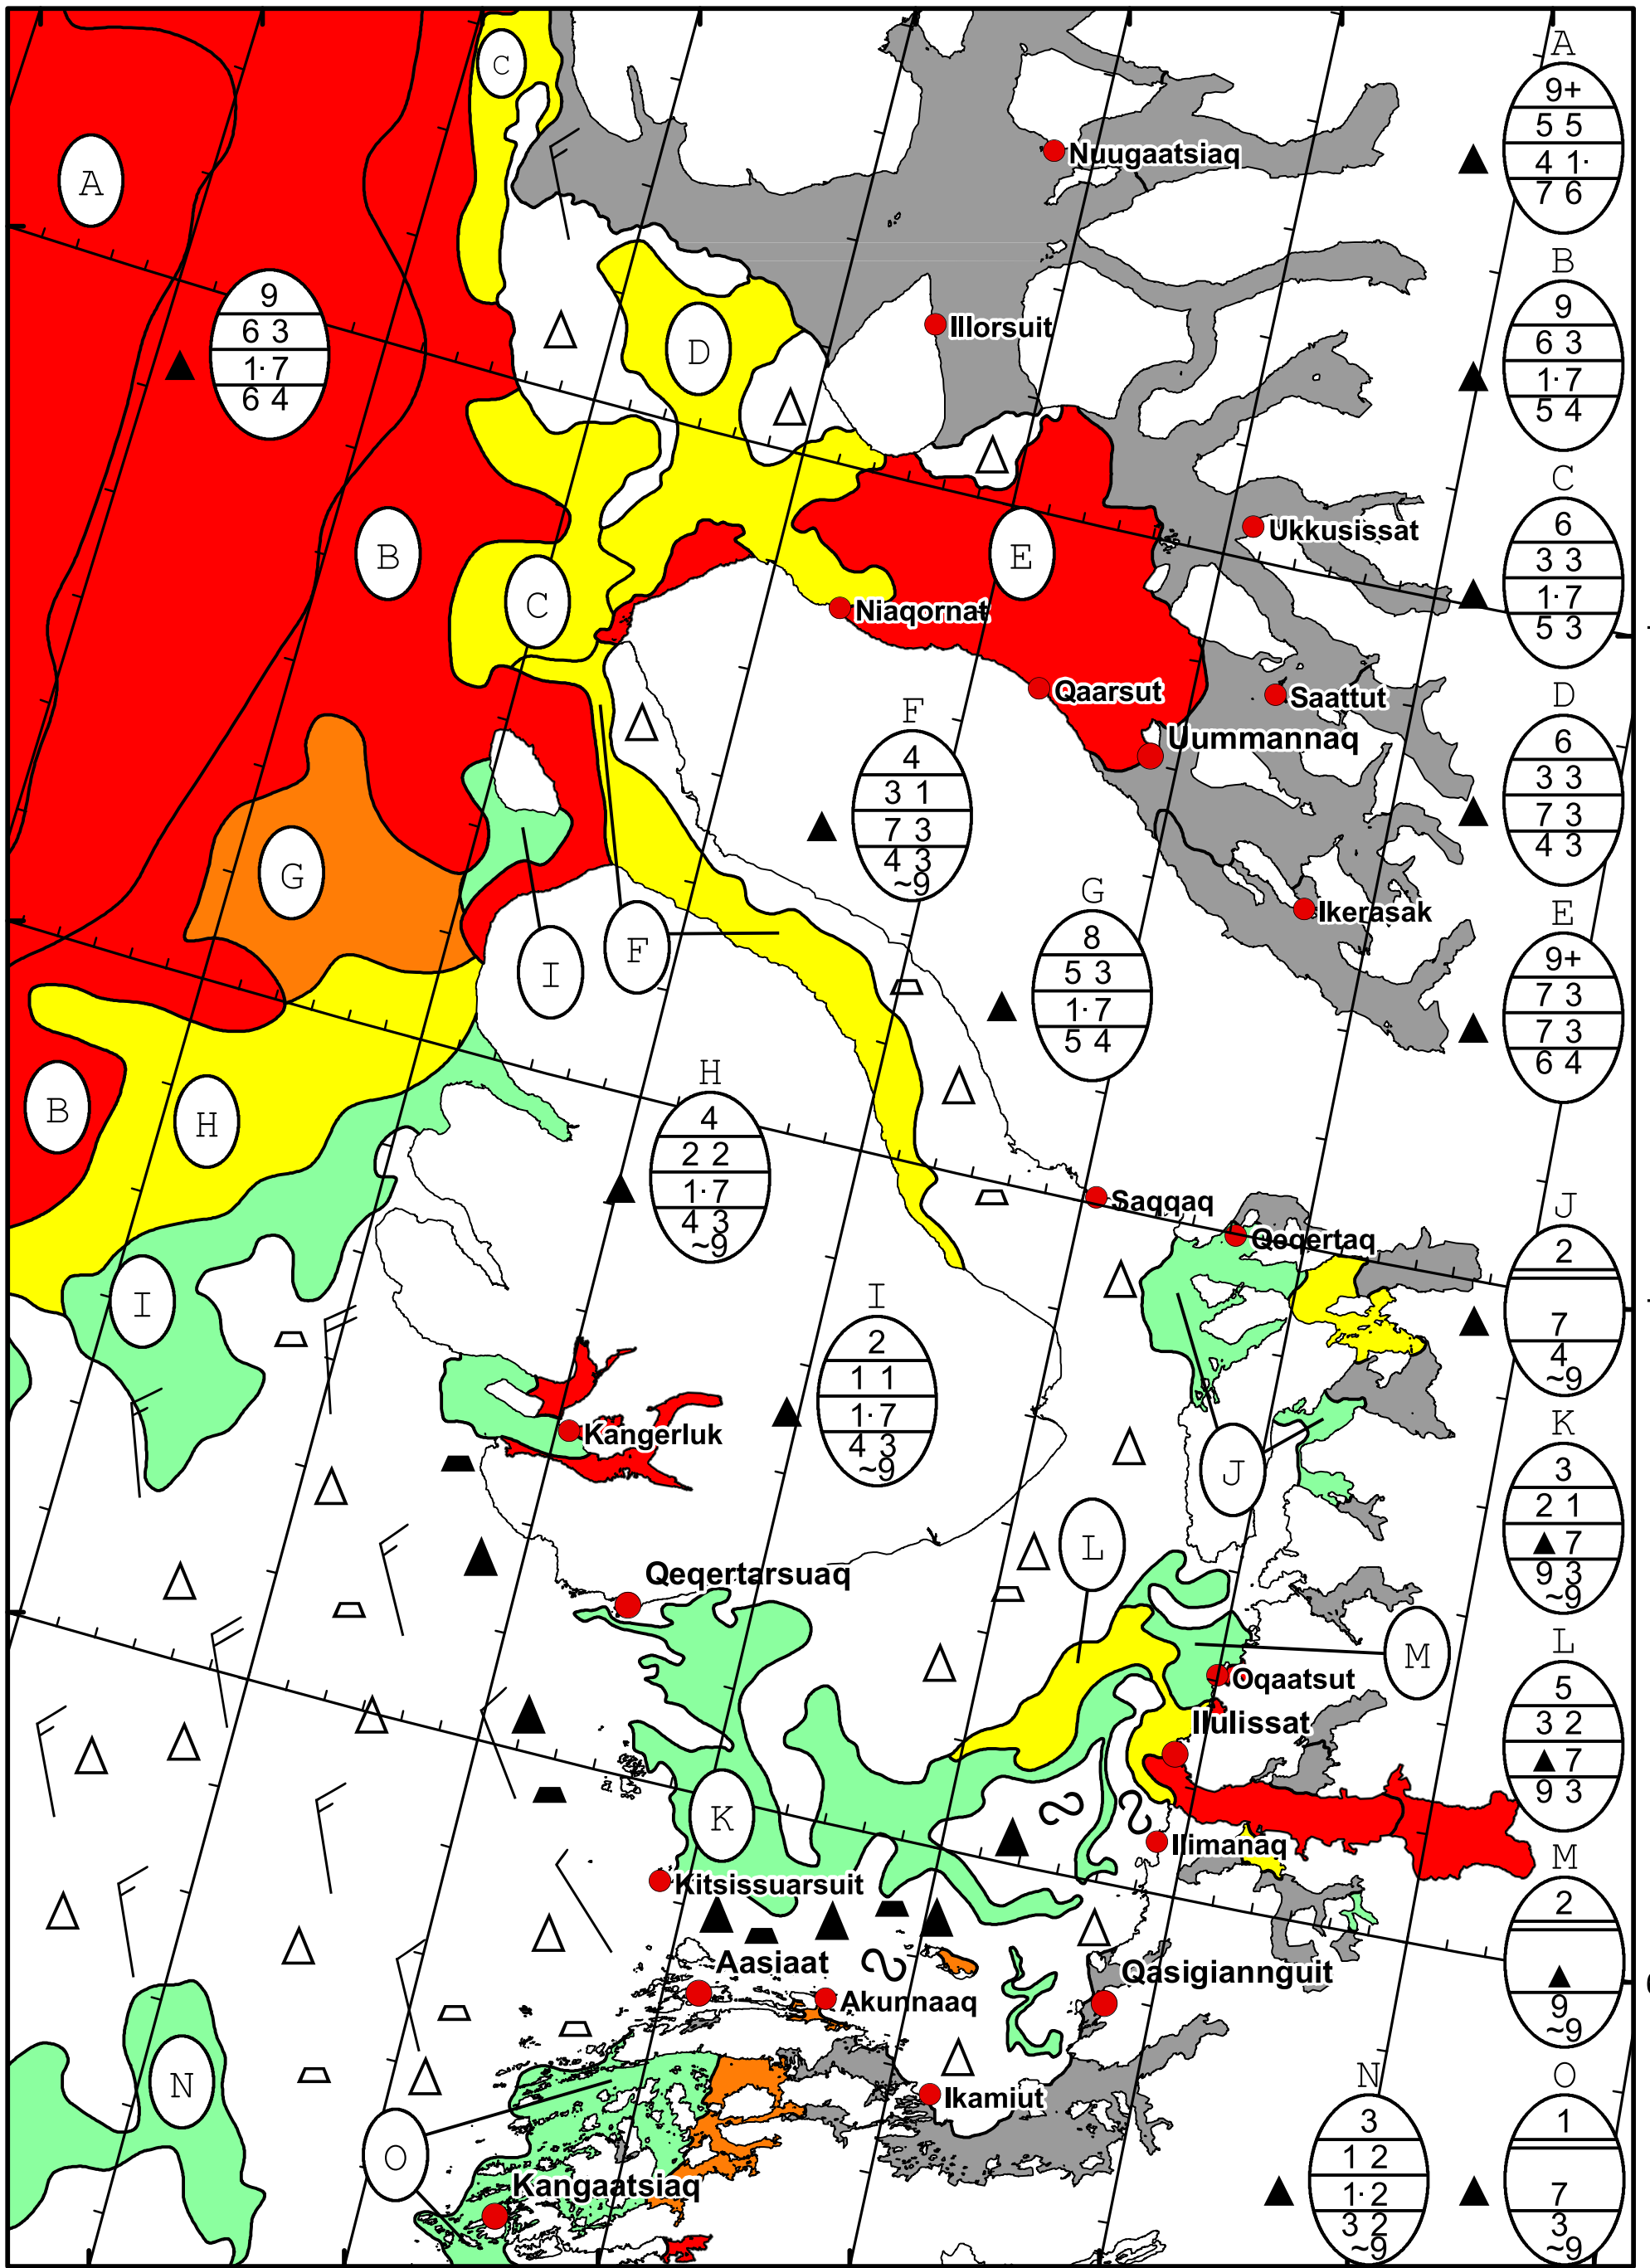 A
9+
5 5
4 1·
7 6
B
9
6 3
1· 7
5 4
C
6
3 3
1· 7
5 3
D
6
3 3
7 3
4 3
E
9+
7 3
7 3
6 4
J
2
7
4
~9
K
3
2 1
▲ 7
9 3
~9
L
5
3 2
▲ 7
9 3
M
2
▲
9
~9
N
3
1 2
1· 2
3 2
~9
O
1
7
3
~9
F
4
3 1
7 3
4 3
~9
G
8
5 3
1· 7
5 4
H
4
2 2
1· 7
4 3
~9
I
2
1 1
1· 7
4 3
~9
9
6 3
1· 7
6 4
C
A
D
B
E
C
G
F
I
B
H
I
J
L
M
K
N
O
Nuugaatsiaq
Illorsuit
Ukkusissat
Niaqornat
Qaarsut
Saattut
Uummannaq
Ikerasak
Saqqaq
Qeqertaq
Kangerluk
Qeqertarsuaq
Oqaatsut
Ilulissat
Ilimanaq
Kitsissuarsuit
Aasiaat
Akunnaaq
Qasigiannguit
Ikamiut
Kangaatsiaq